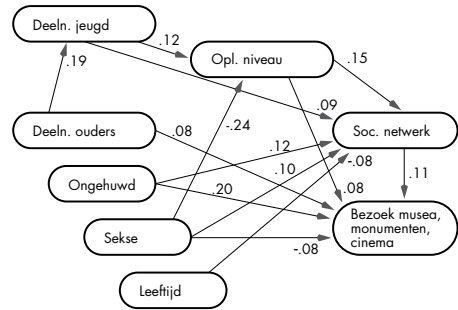 Deeln. jeugd
.12
Opl. niveau
.15
.19
.09
-.24
Deeln. ouders
.08
Soc. netwerk
.12
-.08
.10
.11
Ongehuwd
.20
.08
Bezoek musea,
monumenten,
cinema
Sekse
-.08
Leeftijd